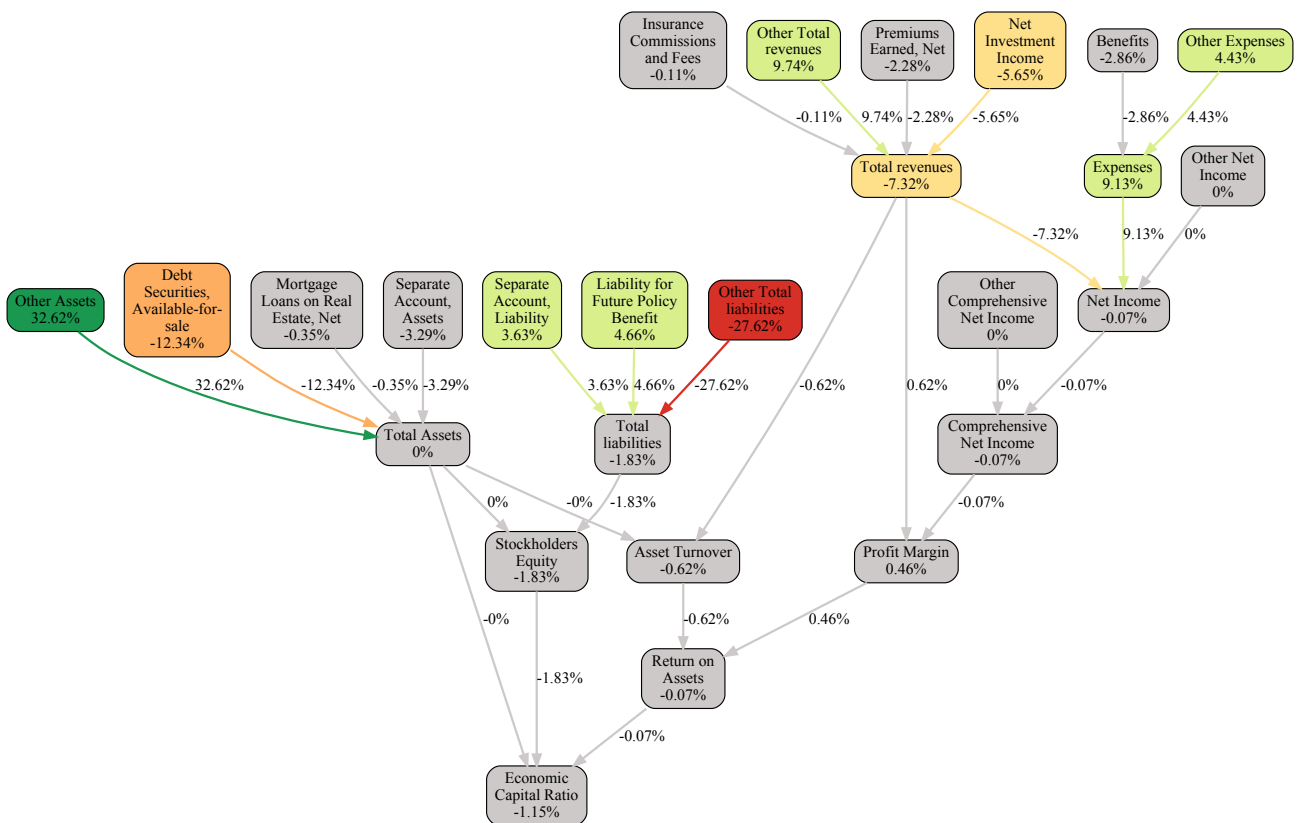 Insurance
Commissions
and Fees
-0.11%
Other Total
revenues
9.74%
Premiums
Earned, Net
-2.28%
Net
Investment
Income
-5.65%
Benefits
-2.86%
Other Expenses
4.43%
-0.11%
9.74%
-2.28%
-5.65%
-2.86%
4.43%
Total revenues
-7.32%
Expenses
9.13%
Other Net
Income
0%
-7.32%
9.13%
0%
Other Assets
32.62%
Debt
Securities,
Available-for-
sale
-12.34%
Mortgage
Loans on Real
Estate, Net
-0.35%
Separate
Account,
Assets
-3.29%
Separate
Account,
Liability
3.63%
Liability for
Future Policy
Benefit
4.66%
Other Total
liabilities
-27.62%
Other
Comprehensive
Net Income
0%
Net Income
-0.07%
32.62%
-12.34%
-0.35%
-3.29%
3.63%
4.66%
-27.62%
-0.62%
0.62%
0%
-0.07%
Total Assets
0%
Total
liabilities
-1.83%
Comprehensive
Net Income
-0.07%
0%
-0%
-1.83%
-0.07%
Stockholders
Equity
-1.83%
Asset Turnover
-0.62%
Profit Margin
0.46%
-0%
-0.62%
0.46%
-1.83%
Return on
Assets
-0.07%
-0.07%
Economic
Capital Ratio
-1.15%